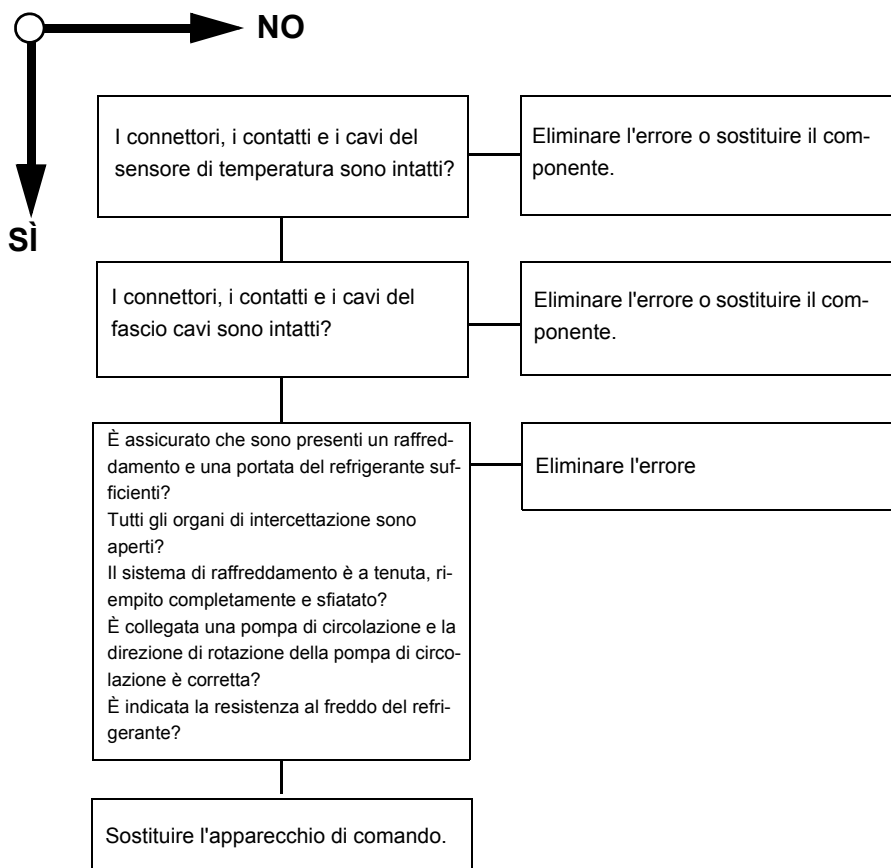 NO
SÌ
I connettori, i contatti e i cavi del
sensore di temperatura sono intatti?
Eliminare l'errore o sostituire il com-
ponente.
I connettori, i contatti e i cavi del
fascio cavi sono intatti?
Eliminare l'errore o sostituire il com-
ponente.
È assicurato che sono presenti un raffred-
damento e una portata del refrigerante suf-
ficienti?
Tutti gli organi di intercettazione sono
aperti?
Il sistema di raffreddamento è a tenuta, ri-
empito completamente e sfiatato?
È collegata una pompa di circolazione e la
direzione di rotazione della pompa di circo-
lazione è corretta?
È indicata la resistenza al freddo del refri-
gerante?
Eliminare l'errore
Sostituire l'apparecchio di comando.